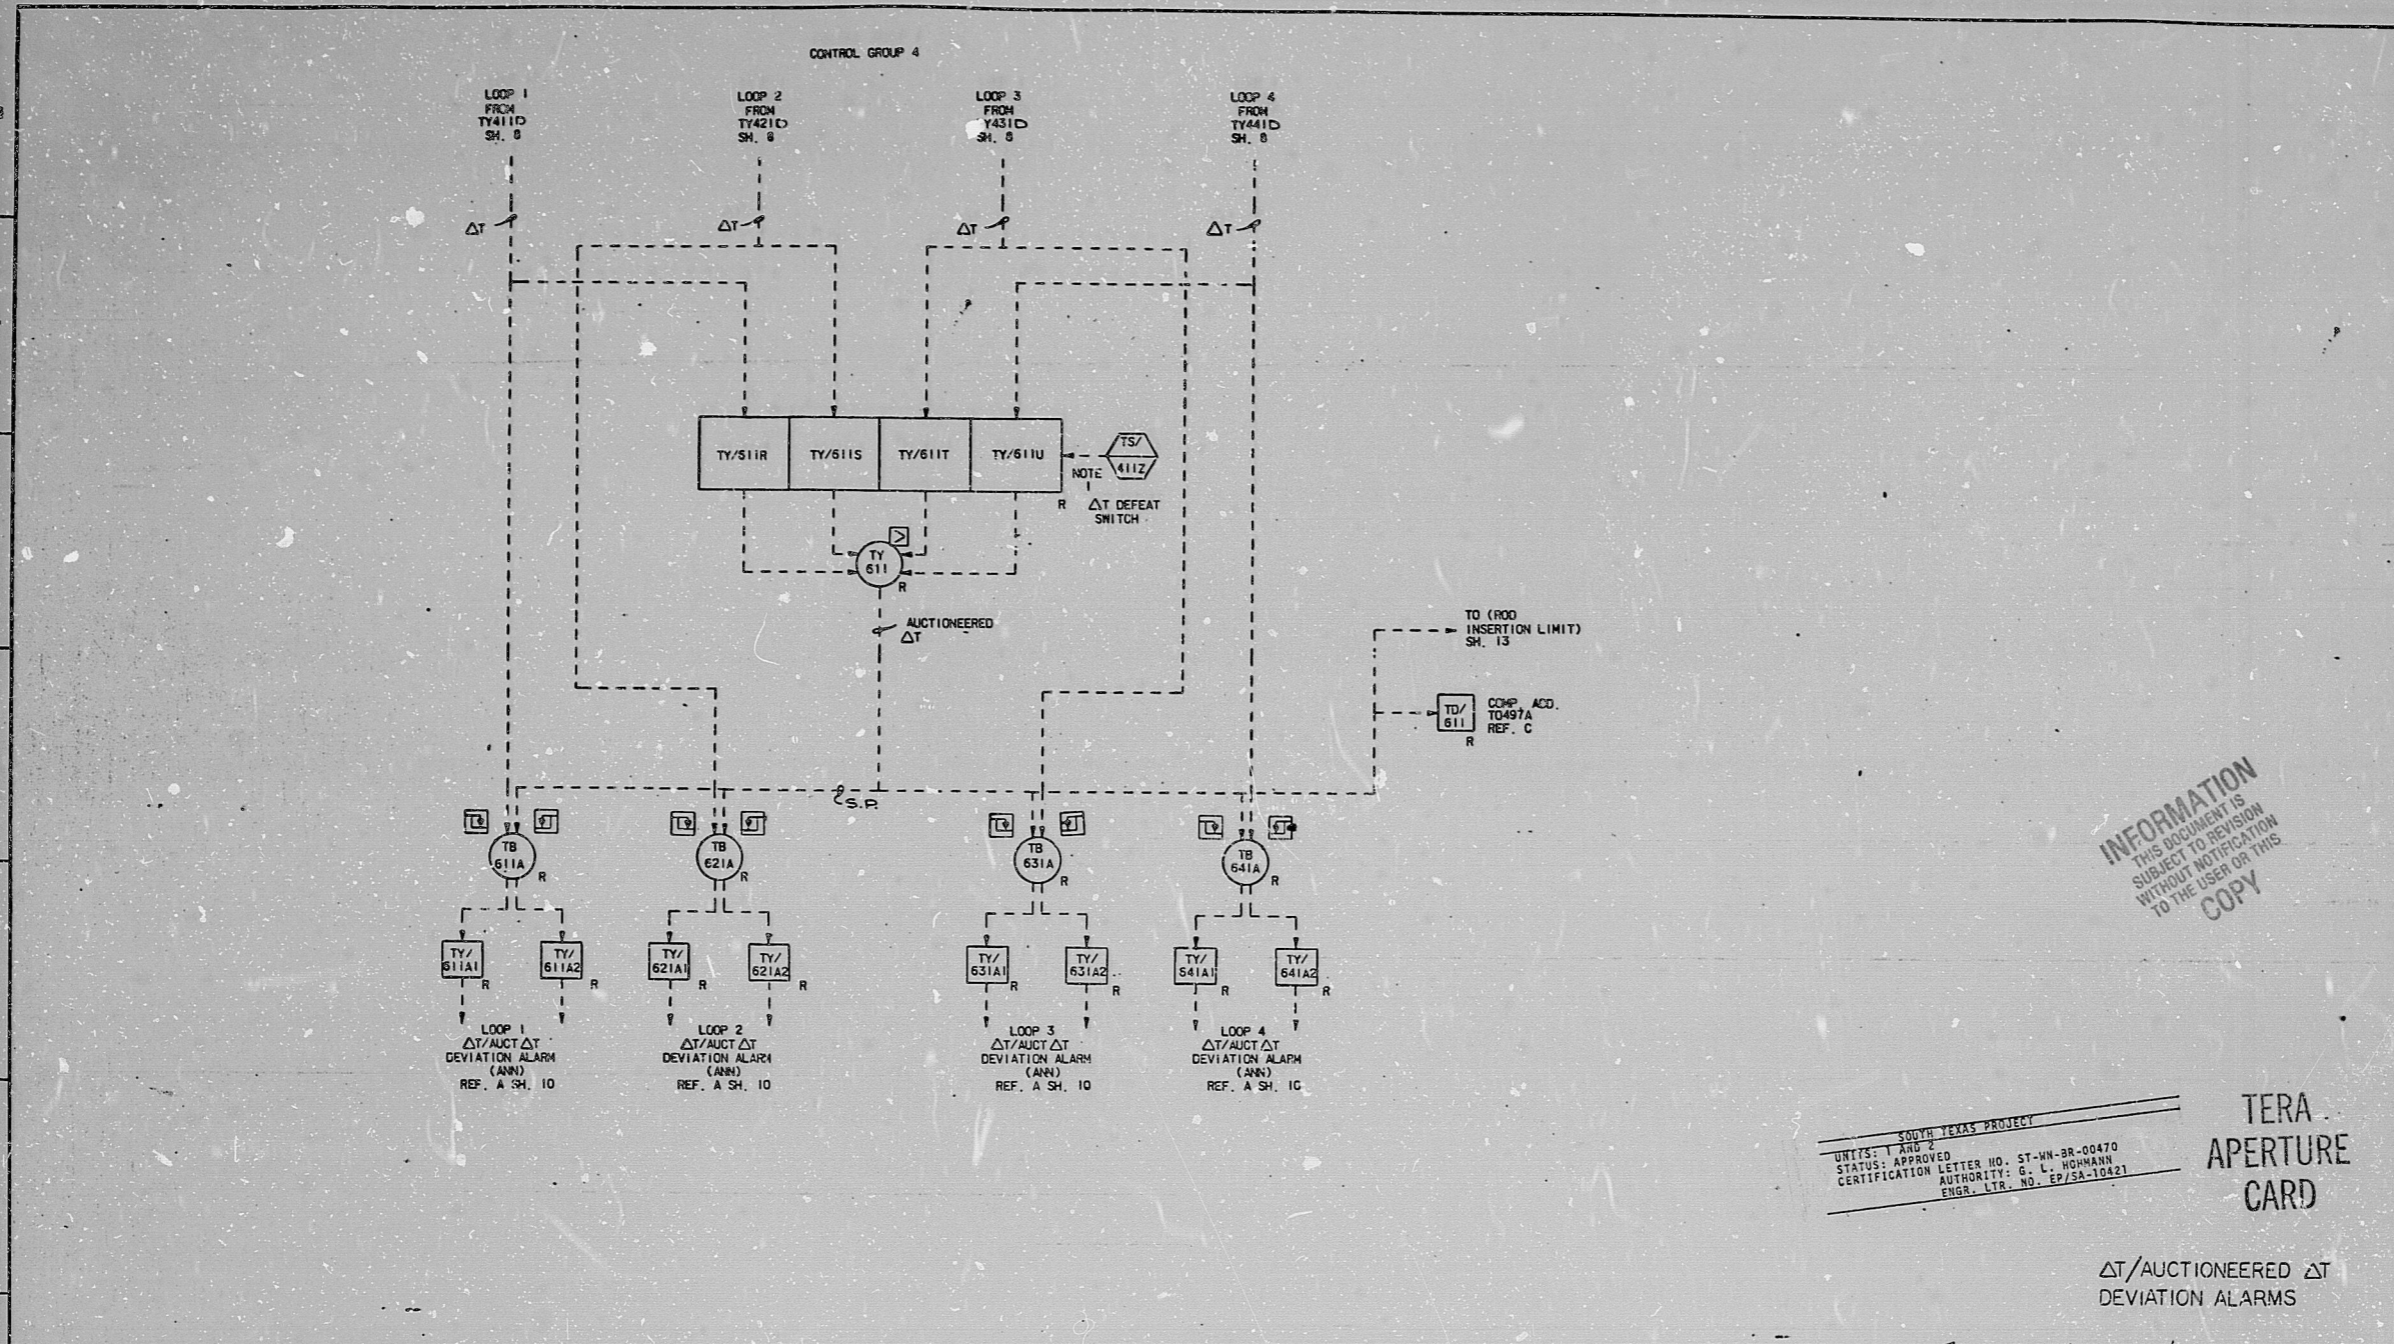 CONTROL GROUP 4
LOOP 1
FROM
TY411D
SH. 8
LOOP 2
FROM
TY421D
SH. 8
LOOP 3
FROM
Y431D
SH. 8
LOOP 4
FROM
TY441D
SH. 8
ΔT
ΔT
ΔT
ΔT
TY/511R
TY/611S
TY/611T
TY/611U
TS/
411Z
NOTE
1
R
ΔT DEFEAT
SWITCH
>
TY
611
R
AUCTIONEERED
ΔT
TO (ROD
INSERTION LIMIT)
SH. 13
TD/
611
R
COMP. ADD.
T0497A
REF. C
S.P.
TB
611A
R
TB
621A
R
TB
631A
R
TB
641A
R
TY/
611A1
R
TY/
611A2
R
TY/
621A1
R
TY/
621A2
R
TY/
631A1
R
TY/
631A2
R
TY/
641A1
R
TY/
641A2
R
LOOP 1
ΔT/AUCT ΔT
DEVIATION ALARM
(ANN)
REF. A SH. 10
LOOP 2
ΔT/AUCT ΔT
DEVIATION ALARM
(ANN)
REF. A SH. 10
LOOP 3
ΔT/AUCT ΔT
DEVIATION ALARM
(ANN)
REF. A SH. 10
LOOP 4
ΔT/AUCT ΔT
DEVIATION ALARM
(ANN)
REF. A SH. 10
INFORMATION
THIS DOCUMENT IS
SUBJECT TO REVISION
WITHOUT NOTIFICATION
TO THE USER OR THIS
COPY
SOUTH TEXAS PROJECT
UNITS: 1 AND 2
STATUS: APPROVED
CERTIFICATION LETTER NO. ST-WN-BR-00470
AUTHORITY: G. L. HOHMANN
ENGR. LTR. NO. EP/SA-10421
TERA
APERTURE
CARD
ΔT/AUCTIONEERED ΔT
DEVIATION ALARMS